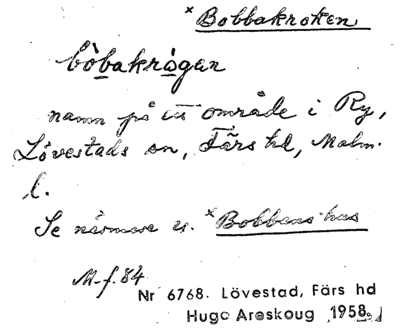 × Bobbakroken
bòbakrògen
namn på ett område i Ry,
Lövestads sn, Färs hd, Malm.
l.
Se närmare u. × Bobbens hus
M-f. 84
Nr 6768. Lövestad, Färs hd
Hugo Areskoug 1958